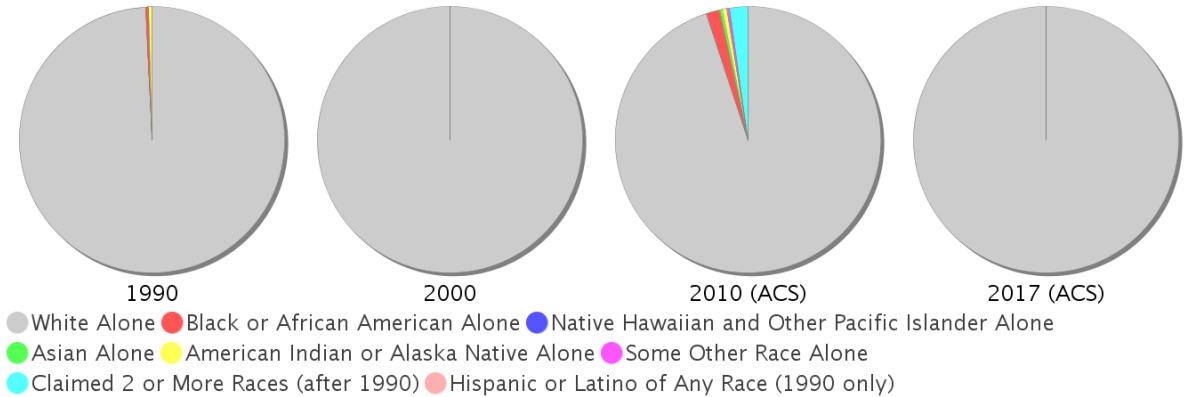 1990 2000 2010 (ACS) 2017 (ACS)
White Alone Black or African American Alone Native Hawaiian and Other Pacific Islander Alone
Asian Alone American Indian or Alaska Native Alone Some Other Race Alone
Claimed 2 or More Races (after 1990) Hispanic or Latino of Any Race (1990 only)